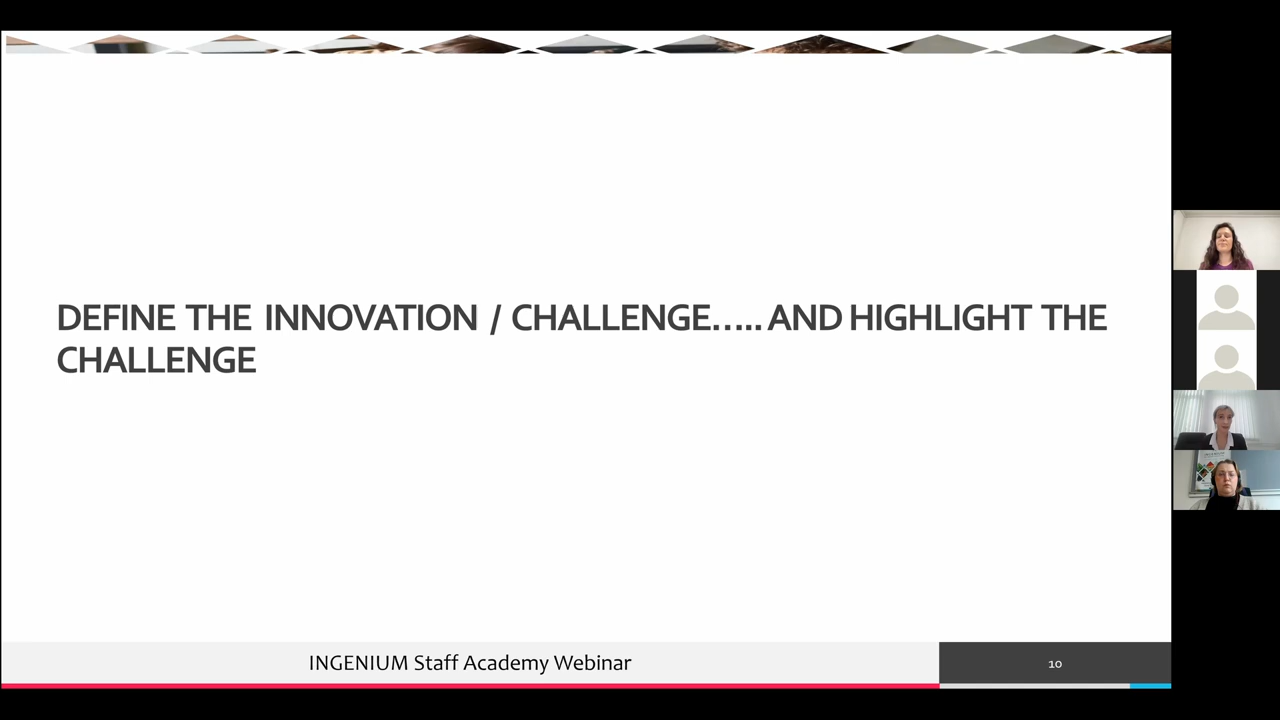 DEFINE THE INNOVATION / CHALLENGE..... AND HIGHLIGHT THE
CHALLENGE
INGENIUM Staff Academy Webinar
10